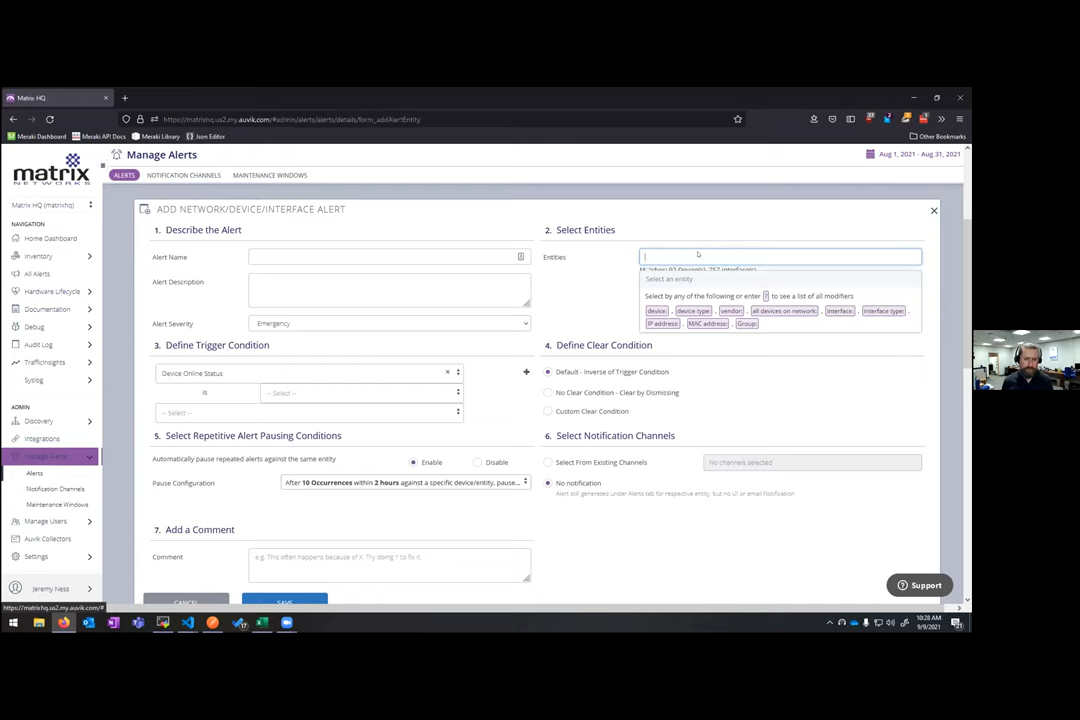 Matrix HQ
https://matrixhq.us2.my.auvik.com/#admin/alerts/alerts/details/form_addAlertEntity
Meraki Dashboard Meraki API Docs Meraki Library Json Editor Other Bookmarks
matrix
NETWORKS
Manage Alerts
Aug 1, 2021 - Aug 31, 2021
ALERTS NOTIFICATION CHANNELS MAINTENANCE WINDOWS
Matrix HQ (matrixhq)
NAVIGATION
Home Dashboard
Inventory
All Alerts
Hardware Lifecycle
Documentation
Debug
Audit Log
TrafficInsights
Syslog
ADMIN
Discovery
Integrations
Manage Alerts
Alerts
Notification Channels
Maintenance Windows
Manage Users
Auvik Collectors
Settings
Jeremy Ness
https://matrixhq.us2.my.auvik.com/#
ADD NETWORK/DEVICE/INTERFACE ALERT
1. Describe the Alert
Alert Name
Alert Description
Alert Severity Emergency
2. Select Entities
Entities
Select an entity
Select by any of the following or enter ? to see a list of all modifiers
device: , device type: , vendor: , all devices on network: , interface: , interface type: ,
IP address: , MAC address: , Group:
3. Define Trigger Condition
Device Online Status
is -- Select --
-- Select --
4. Define Clear Condition
Default - Inverse of Trigger Condition
No Clear Condition - Clear by Dismissing
Custom Clear Condition
5. Select Repetitive Alert Pausing Conditions
Automatically pause repeated alerts against the same entity Enable Disable
Pause Configuration After 10 Occurrences within 2 hours against a specific device/entity, pause...
6. Select Notification Channels
Select From Existing Channels No channels selected
No notification
Alert still generated under Alerts tab for respective entity, but no UI or email Notification
7. Add a Comment
Comment e.g. This often happens because of X. Try doing Y to fix it.
CANCEL SAVE
Support
10:28 AM
9/9/2021